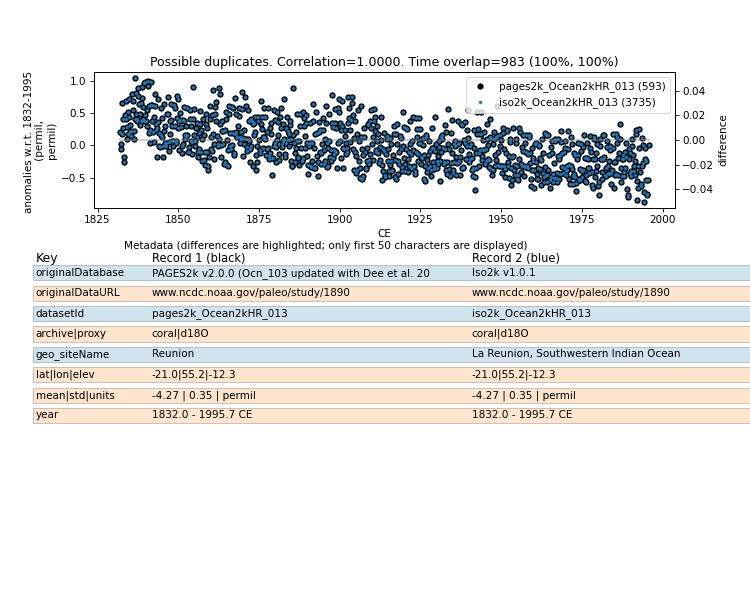 Possible duplicates. Correlation=1.0000. Time overlap=983 (100%, 100%)
anomalies w.r.t. 1832-1995
(permil,
permil)
1.0
0.5
0.0
−0.5
pages2k_Ocean2kHR_013 (593)
iso2k_Ocean2kHR_013 (3735)
0.04
0.02
0.00
−0.02
−0.04
difference
1825 1850 1875 1900 1925 1950 1975 2000
CE
Metadata (differences are highlighted; only first 50 characters are displayed)
Key Record 1 (black) Record 2 (blue)
originalDatabase PAGES2k v2.0.0 (Ocn_103 updated with Dee et al. 20 Iso2k v1.0.1
originalDataURL www.ncdc.noaa.gov/paleo/study/1890 www.ncdc.noaa.gov/paleo/study/1890
datasetId pages2k_Ocean2kHR_013 iso2k_Ocean2kHR_013
archive|proxy coral|d18O coral|d18O
geo_siteName Reunion La Reunion, Southwestern Indian Ocean
lat|lon|elev -21.0|55.2|-12.3 -21.0|55.2|-12.3
mean|std|units -4.27 | 0.35 | permil -4.27 | 0.35 | permil
year 1832.0 - 1995.7 CE 1832.0 - 1995.7 CE